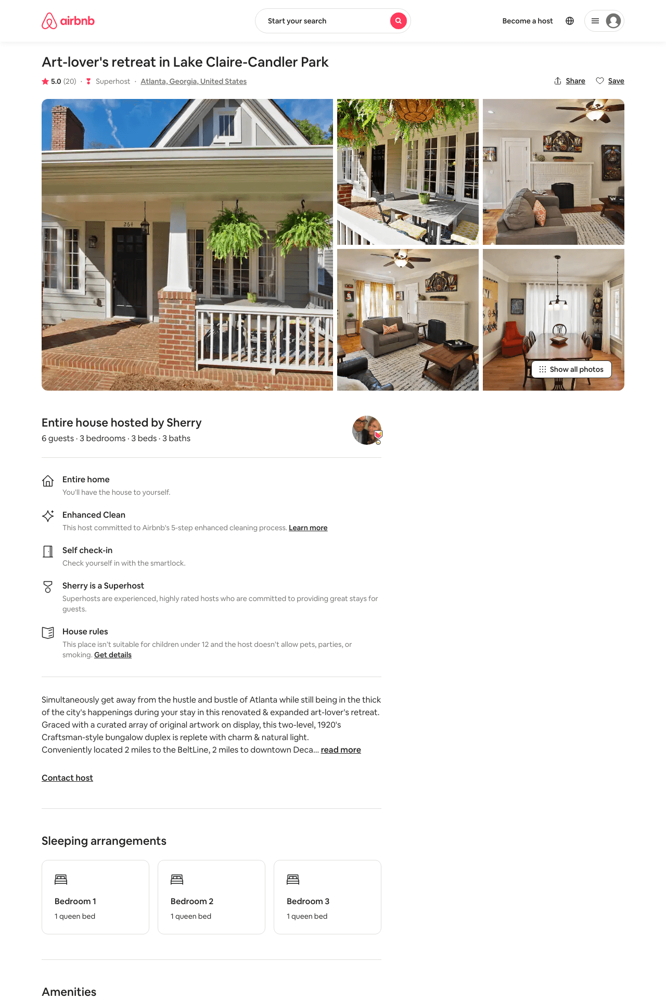 airbnb
Start your search
Become a host
Art-lover's retreat in Lake Claire-Candler Park
5.0 (20) · Superhost · Atlanta, Georgia, United States
Share
Save
264
Show all photos
Entire house hosted by Sherry
6 guests · 3 bedrooms · 3 beds · 3 baths
Entire home
You’ll have the house to yourself.
Enhanced Clean
This host committed to Airbnb's 5-step enhanced cleaning process. Learn more
Self check-in
Check yourself in with the smartlock.
Sherry is a Superhost
Superhosts are experienced, highly rated hosts who are committed to providing great stays for
guests.
House rules
This place isn’t suitable for children under 12 and the host doesn’t allow pets, parties, or
smoking. Get details
Simultaneously get away from the hustle and bustle of Atlanta while still being in the thick
of the city's happenings during your stay in this renovated & expanded art-lover's retreat.
Graced with a curated array of original artwork on display, this two-level, 1920's
Craftsman-style bungalow duplex is replete with charm & natural light.
Conveniently located 2 miles to the BeltLine, 2 miles to downtown Deca... read more
Contact host
Sleeping arrangements
Bedroom 1
1 queen bed
Bedroom 2
1 queen bed
Bedroom 3
1 queen bed
Amenities